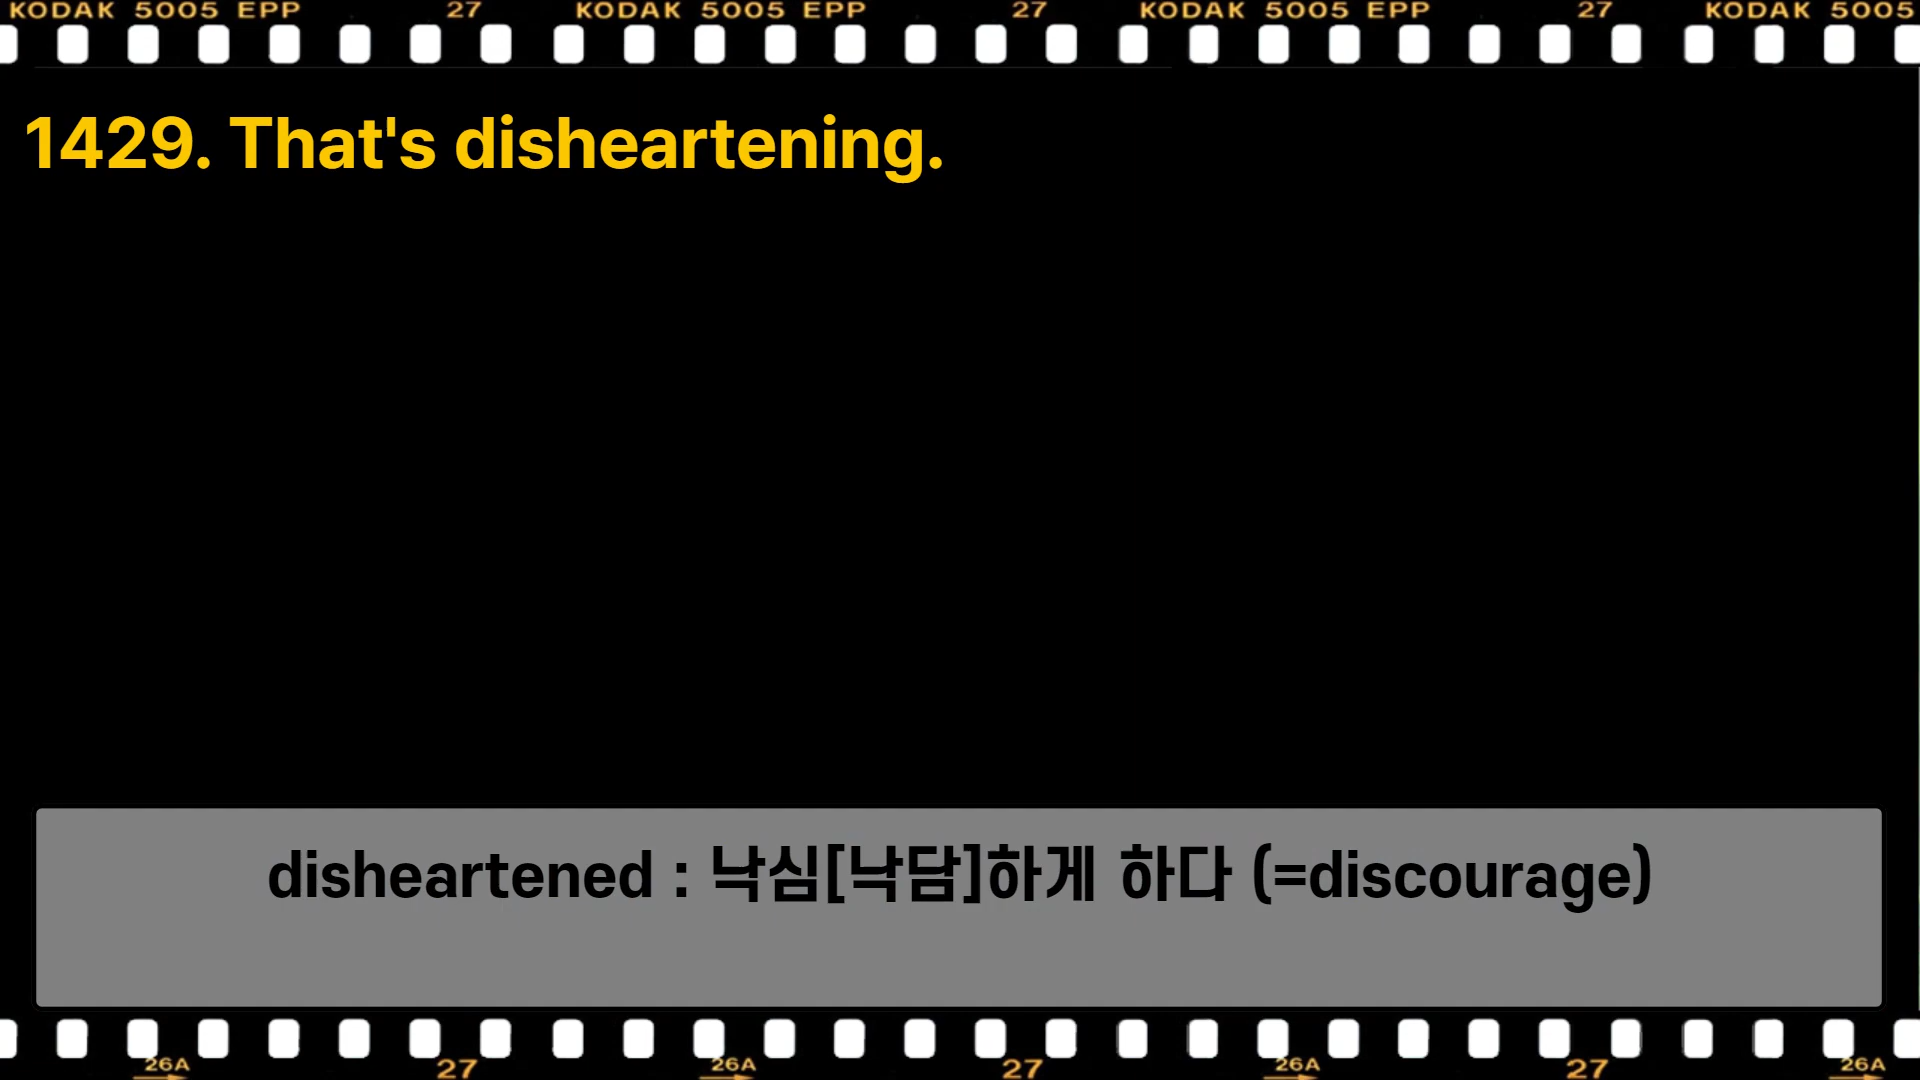 KODAK 5005 EPP 27 KODAK 5005 EPP 27 KODAK 5005 EPP 27 KODAK 5005
1429. That's disheartening.
disheartened : 낙심[낙담]하게 하다 (=discourage)
26A 27 26A 27 26A 27 26A